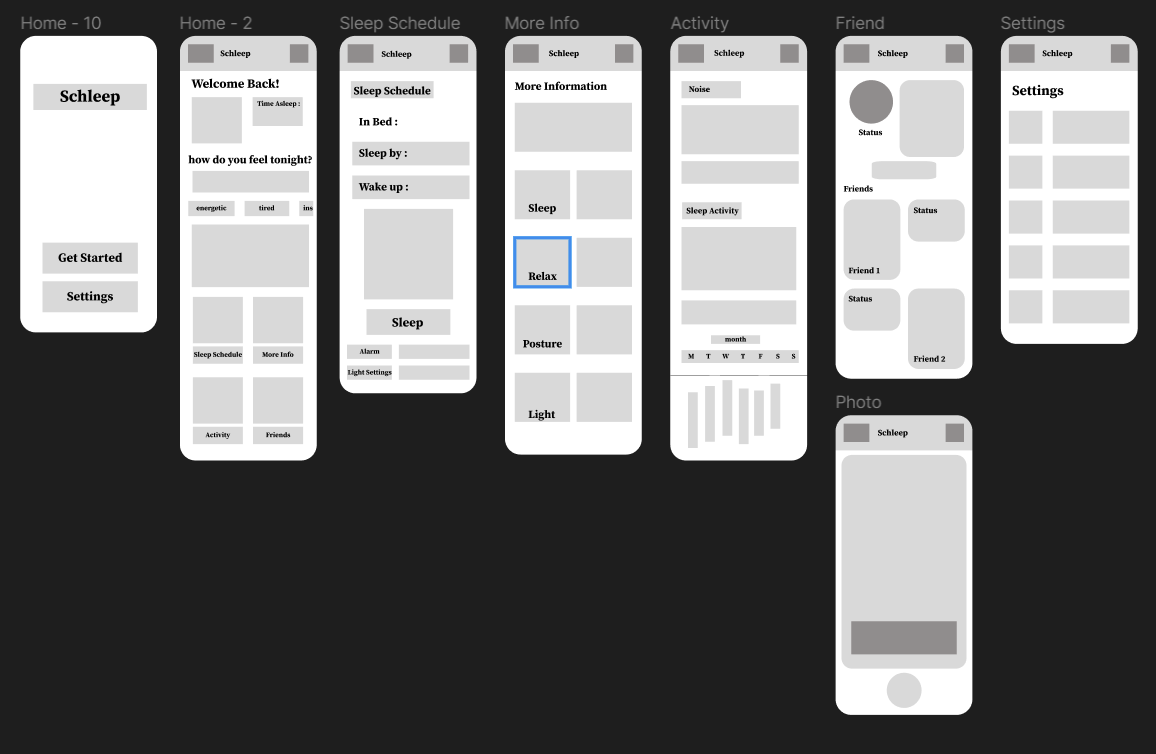 Home - 10
Schleep
Get Started
Settings
Home - 2
Schleep
Welcome Back!
Time Asleep :
how do you feel tonight?
energetic
tired
ins
Sleep Schedule
More Info
Activity
Friends
Sleep Schedule
Schleep
Sleep Schedule
In Bed :
Sleep by :
Wake up :
Sleep
Alarm
Light Settings
More Info
Schleep
More Information
Sleep
Relax
Posture
Light
Activity
Schleep
Noise
Sleep Activity
month
M T W T F S S
Friend
Schleep
Status
Friends
Status
Friend 1
Status
Friend 2
Photo
Schleep
Settings
Schleep
Settings